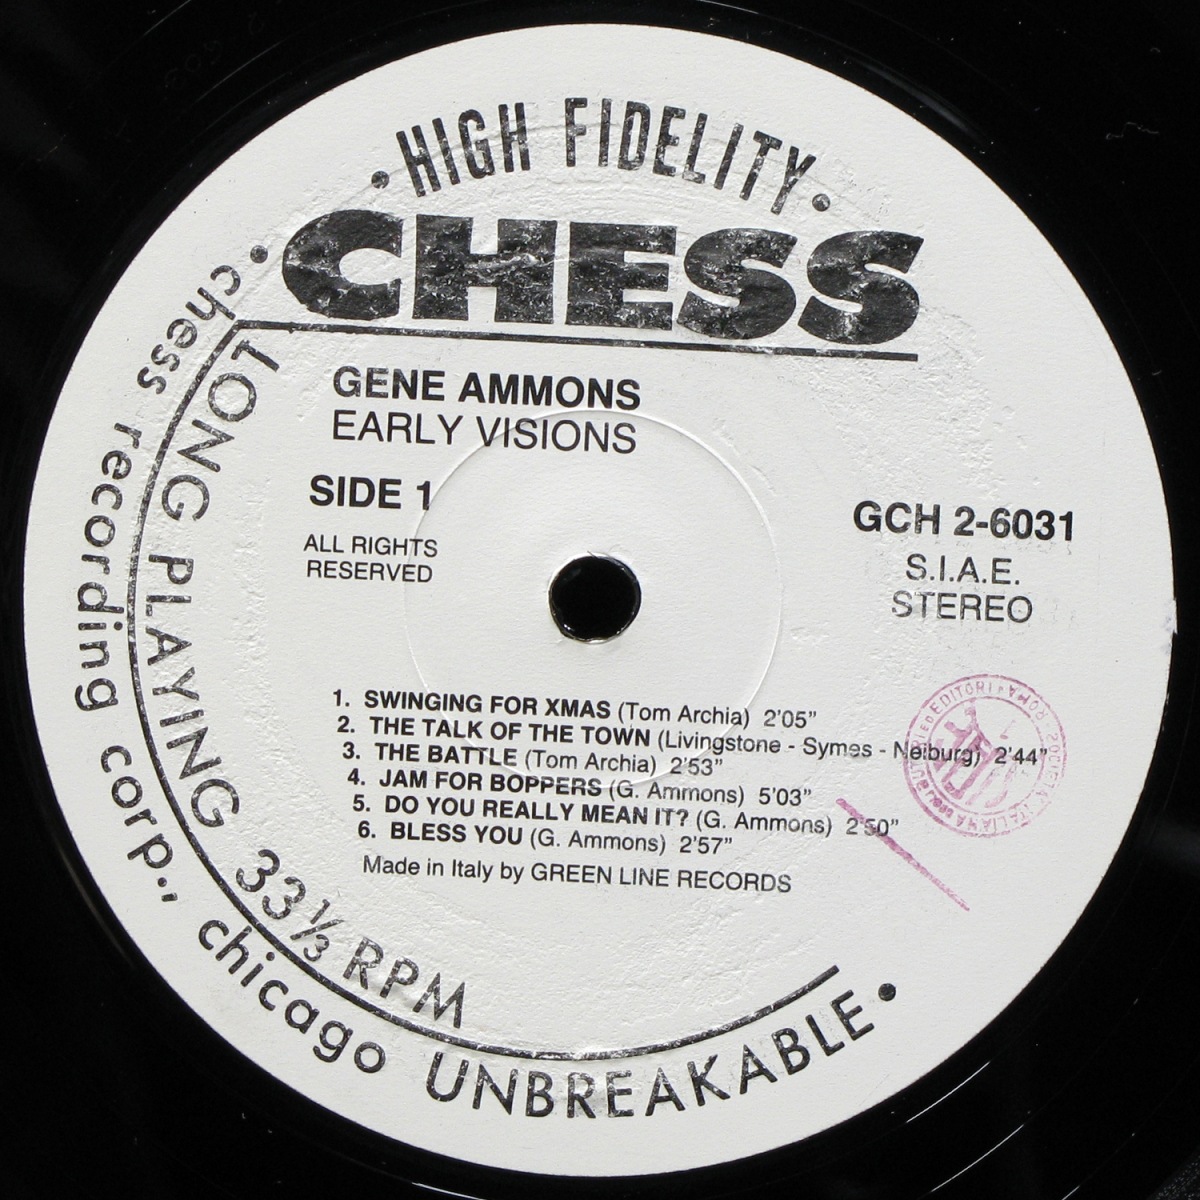 • HIGH FIDELITY •
CHESS
GENE AMMONS
EARLY VISIONS
SIDE 1
ALL RIGHTS
RESERVED
GCH 2-6031
S.I.A.E.
STEREO
1. SWINGING FOR XMAS (Tom Archia) 2'05"
2. THE TALK OF THE TOWN (Livingstone - Symes - Neiburg) 2'44"
3. THE BATTLE (Tom Archia) 2'53"
4. JAM FOR BOPPERS (G. Ammons) 5'03"
5. DO YOU REALLY MEAN IT? (G. Ammons) 2'50"
6. BLESS YOU (G. Ammons) 2'57"
Made in Italy by GREEN LINE RECORDS
LONG PLAYING 33⅓ RPM
• chess recording corp., chicago UNBREAKABLE •
EDITORI
ROMA
ITALIANA